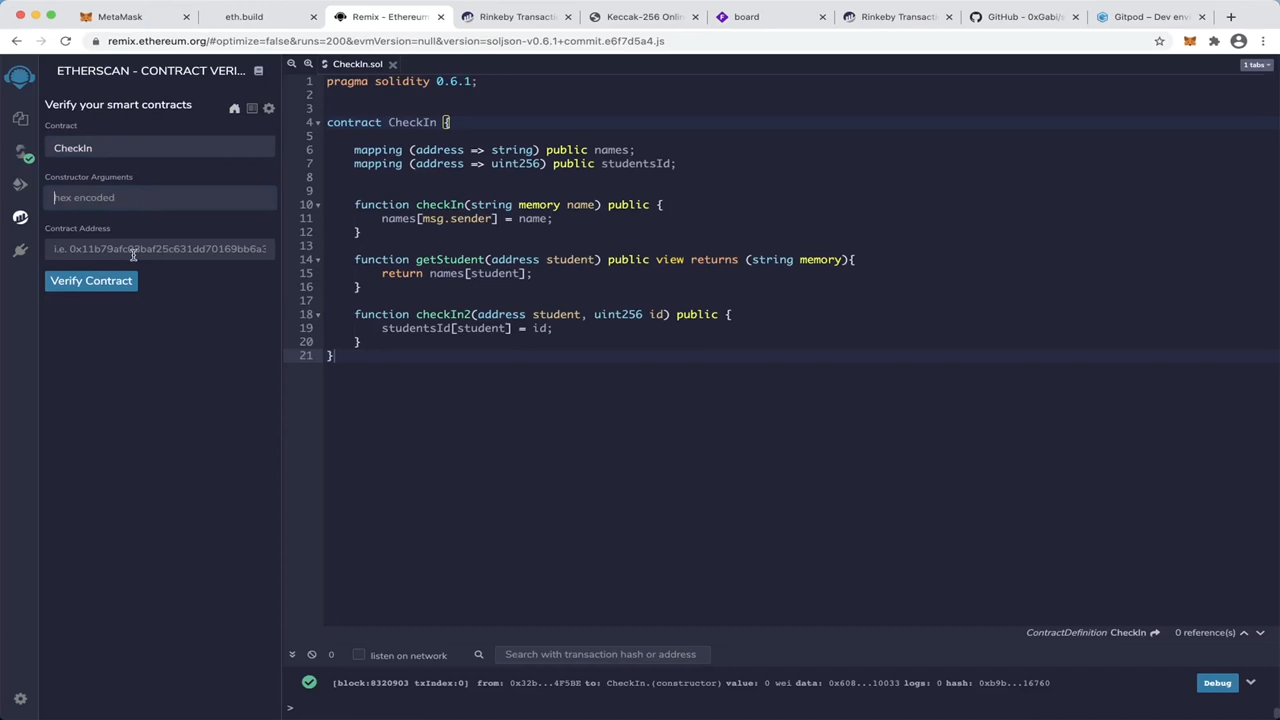 MetaMask
eth.build
Remix - Ethereum
Rinkeby Transacti
Keccak-256 Onlin
board
Rinkeby Transacti
GitHub - 0xGabi/s
Gitpod – Dev envi
remix.ethereum.org/#optimize=false&runs=200&evmVersion=null&version=soljson-v0.6.1+commit.e6f7d5a4.js
ETHERSCAN - CONTRACT VERI...
Verify your smart contracts
Contract
CheckIn
Constructor Arguments
hex encoded
Contract Address
Verify Contract
CheckIn.sol
1 tabs
1 pragma solidity 0.6.1;
2
3
4 contract CheckIn {
5
6 mapping (address => string) public names;
7 mapping (address => uint256) public studentsId;
8
9
10 function checkIn(string memory name) public {
11 names[msg.sender] = name;
12 }
13
14 function getStudent(address student) public view returns (string memory){
15 return names[student];
16 }
17
18 function checkIn2(address student, uint256 id) public {
19 studentsId[student] = id;
20 }
21 }
ContractDefinition CheckIn 0 reference(s)
0 listen on network Search with transaction hash or address
[block:8320903 txIndex:0] from: 0x32b...4F5BE to: CheckIn.(constructor) value: 0 wei data: 0x608...10033 logs: 0 hash: 0xb9b...16760 Debug
>